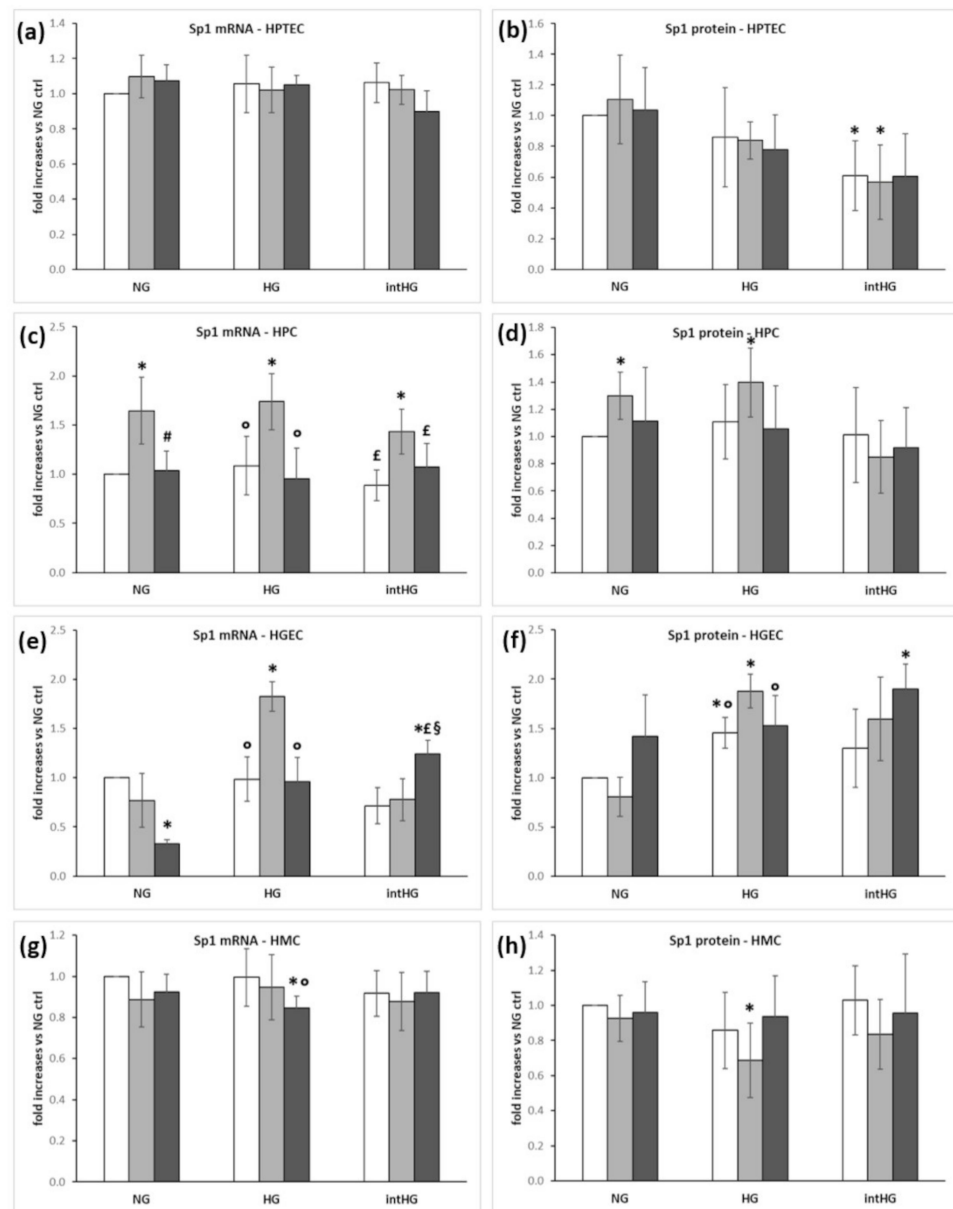 (a)
Sp1 mRNA - HPTEC
fold increases vs NG ctrl
1.4
1.2
1.0
0.8
0.6
0.4
0.2
0.0
NG HG intHG
(b)
Sp1 protein - HPTEC
fold increases vs NG ctrl
1.6
1.4
1.2
1.0
0.8
0.6
0.4
0.2
0.0
* *
NG HG intHG
(c)
Sp1 mRNA - HPC
fold increases vs NG ctrl
2.5
2.0
1.5
1.0
0.5
0.0
* # o * o £ * £
NG HG intHG
(d)
Sp1 protein - HPC
fold increases vs NG ctrl
1.8
1.6
1.4
1.2
1.0
0.8
0.6
0.4
0.2
0.0
* *
NG HG intHG
(e)
Sp1 mRNA - HGEC
fold increases vs NG ctrl
2.5
2.0
1.5
1.0
0.5
0.0
* o * o *£§
NG HG intHG
(f)
Sp1 protein - HGEC
fold increases vs NG ctrl
2.5
2.0
1.5
1.0
0.5
0.0
*o * o *
NG HG intHG
(g)
Sp1 mRNA - HMC
fold increases vs NG ctrl
1.2
1.0
0.8
0.6
0.4
0.2
0.0
*o
NG HG intHG
(h)
Sp1 protein - HMC
fold increases vs NG ctrl
1.4
1.2
1.0
0.8
0.6
0.4
0.2
0.0
*
NG HG intHG